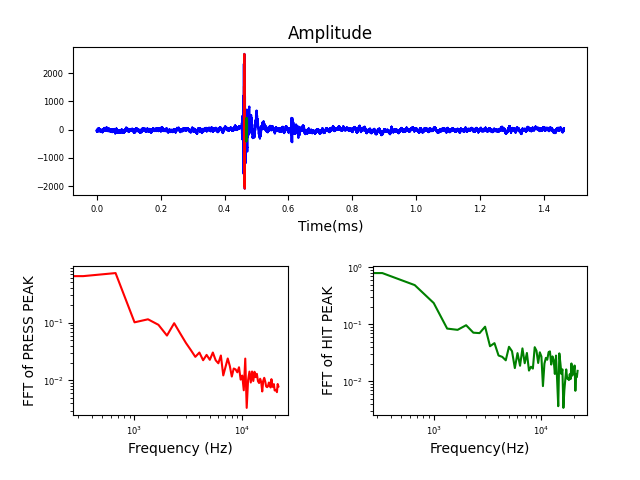 Amplitude
2000
1000
0
−1000
−2000
0.0 0.2 0.4 0.6 0.8 1.0 1.2 1.4
Time(ms)
FFT of PRESS PEAK
10⁻¹
10⁻²
10³ 10⁴
Frequency (Hz)
FFT of HIT PEAK
10⁰
10⁻¹
10⁻²
10³ 10⁴
Frequency(Hz)